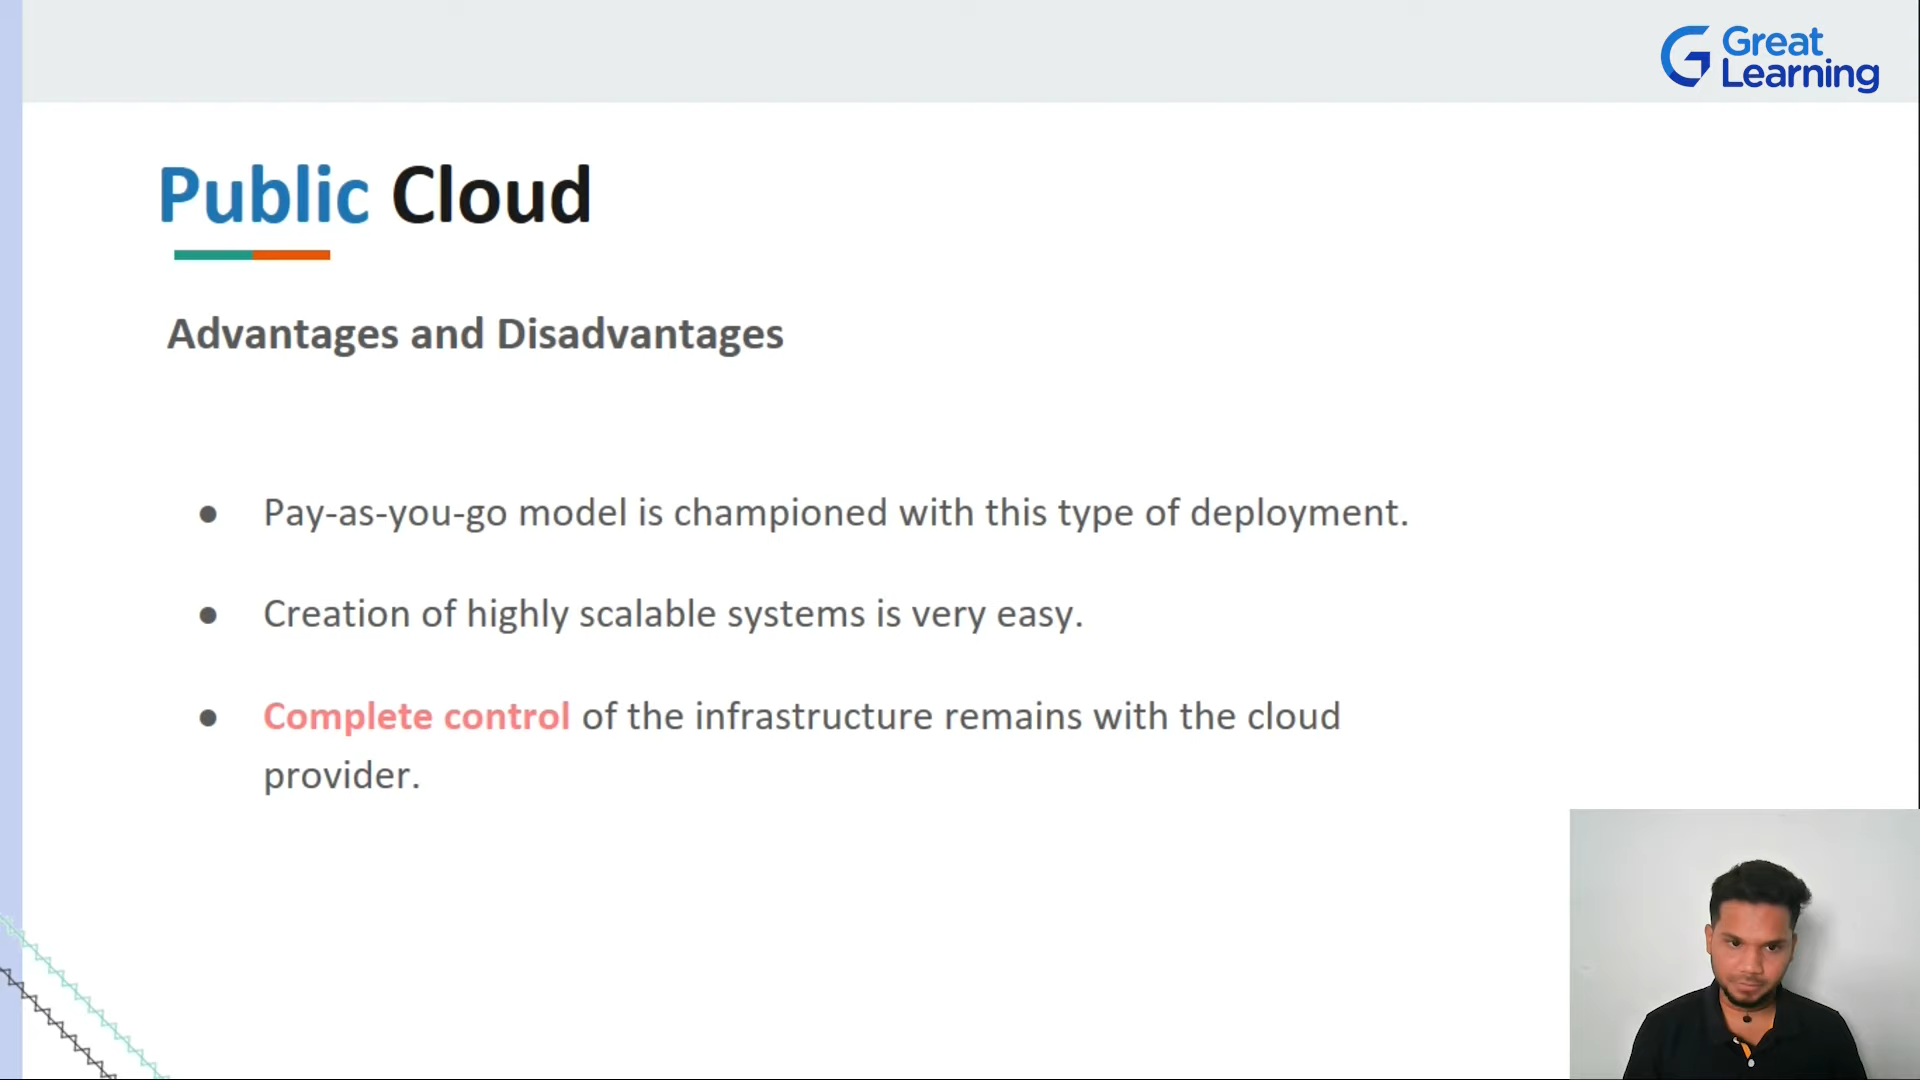 Great
Learning
Public Cloud
Advantages and Disadvantages
● Pay-as-you-go model is championed with this type of deployment.
● Creation of highly scalable systems is very easy.
● Complete control of the infrastructure remains with the cloud
provider.